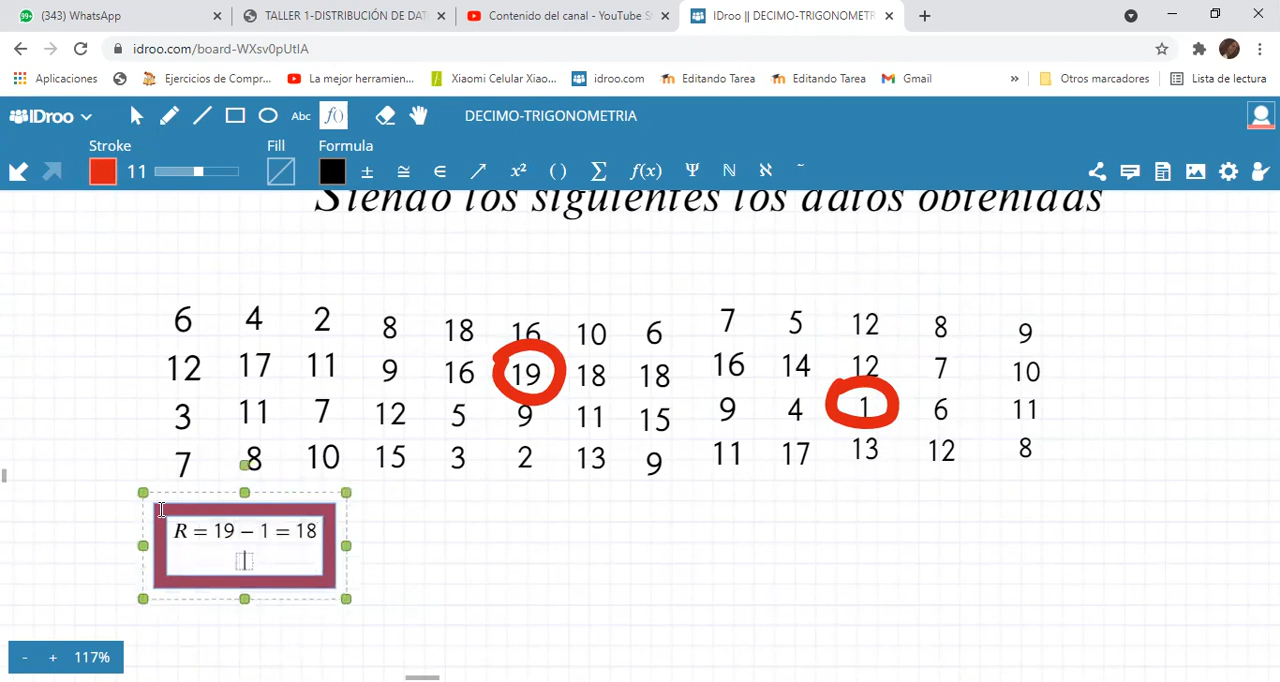 (343) WhatsApp
TALLER 1-DISTRIBUCIÓN DE DAT
Contenido del canal - YouTube S
IDroo || DECIMO-TRIGONOMETR
idroo.com/board-WXsv0pUtIA
Aplicaciones
Ejercicios de Compr...
La mejor herramien...
Xiaomi Celular Xiao...
idroo.com
Editando Tarea
Editando Tarea
Gmail
»
Otros marcadores
Lista de lectura
IDroo
Abc
f()
DECIMO-TRIGONOMETRIA
Stroke
Fill
Formula
11
± ≅ ∈ x² ( ) ∑ f(x) Ψ ℕ ℵ ~
Siendo los siguientes los datos obtenidas
6 4 2 8 18 16 10 6 7 5 12 8 9
12 17 11 9 16 19 18 18 16 14 12 7 10
3 11 7 12 5 9 11 15 9 4 1 6 11
7 8 10 15 3 2 13 9 11 17 13 12 8
R = 19 − 1 = 18
- + 117%